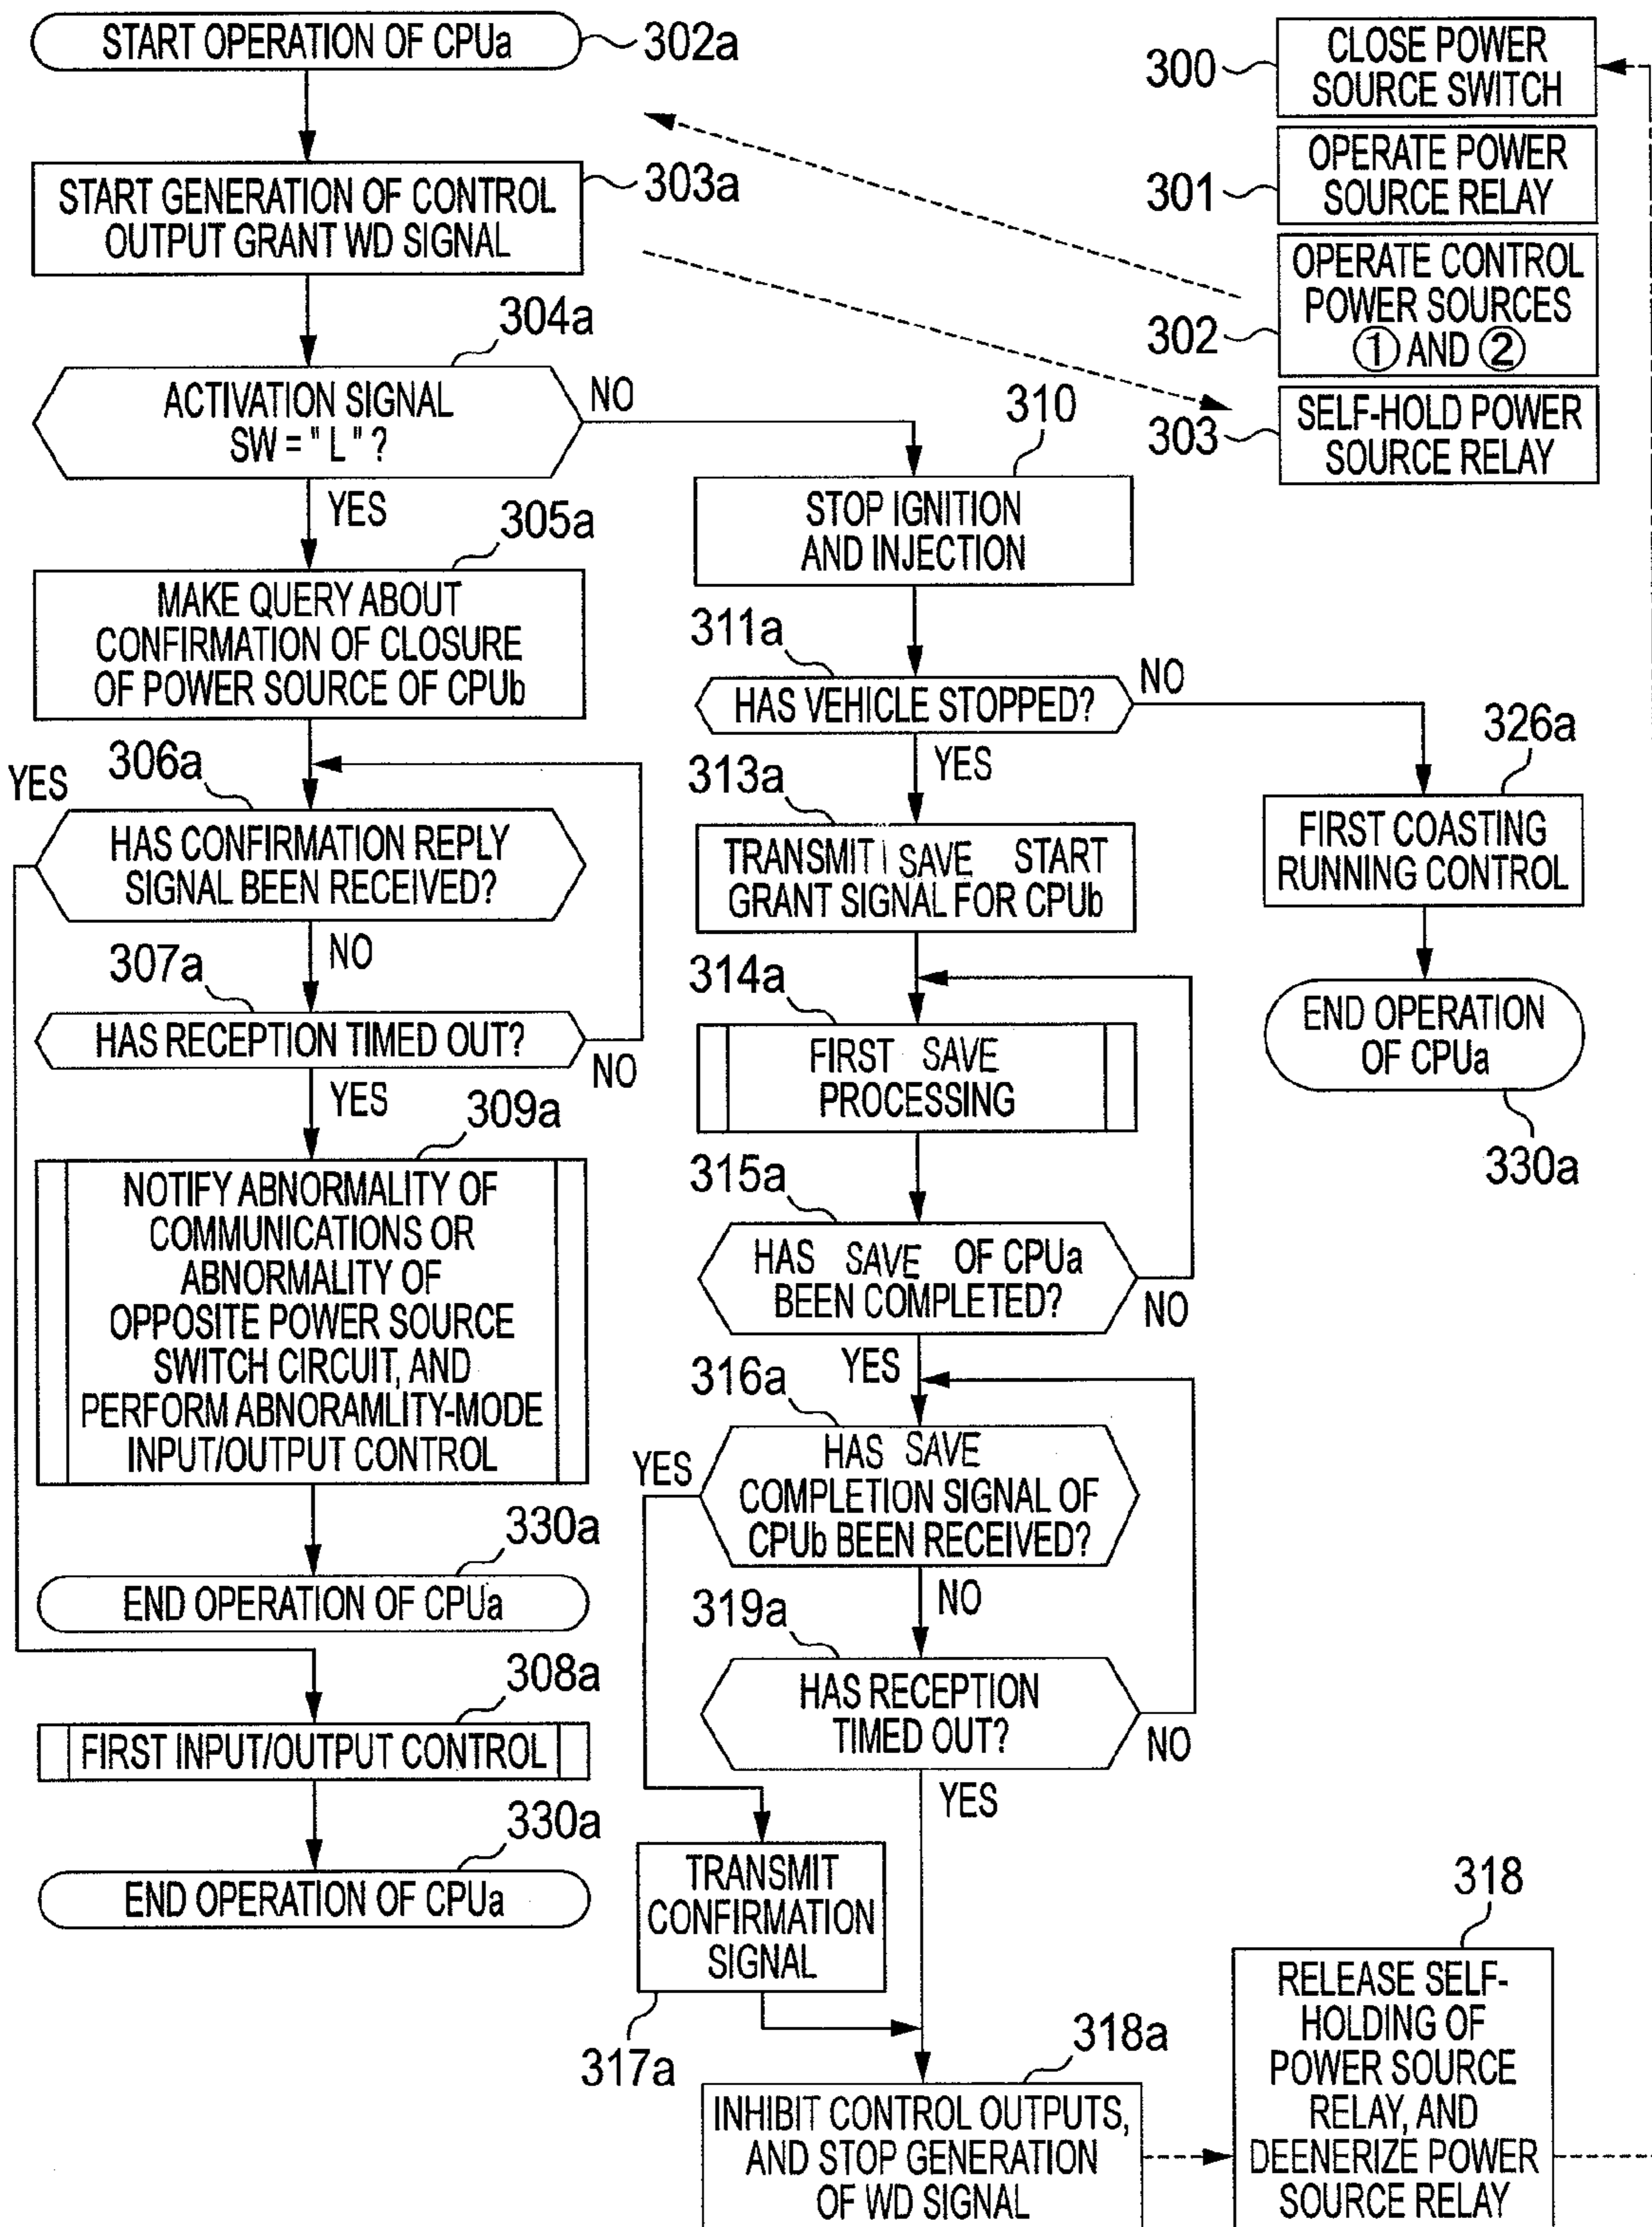 START OPERATION OF CPUa
302a
START GENERATION OF CONTROL
OUTPUT GRANT WD SIGNAL
303a
304a
ACTIVATION SIGNAL
SW = " L" ?
NO
YES
305a
MAKE QUERY ABOUT
CONFIRMATION OF CLOSURE
OF POWER SOURCE OF CPUb
306a
YES
HAS CONFIRMATION REPLY
SIGNAL BEEN RECEIVED?
NO
307a
HAS RECEPTION TIMED OUT?
NO
YES
309a
NOTIFY ABNORMALITY OF
COMMUNICATIONS OR
ABNORMALITY OF
OPPOSITE POWER SOURCE
SWITCH CIRCUIT, AND
PERFORM ABNORAMLITY-MODE
INPUT/OUTPUT CONTROL
330a
END OPERATION OF CPUa
308a
FIRST INPUT/OUTPUT CONTROL
330a
END OPERATION OF CPUa
310
STOP IGNITION
AND INJECTION
311a
HAS VEHICLE STOPPED?
NO
YES
313a
TRANSMIT SAVE START
GRANT SIGNAL FOR CPUb
314a
FIRST SAVE
PROCESSING
315a
HAS SAVE OF CPUa
BEEN COMPLETED?
NO
YES
316a
HAS SAVE
COMPLETION SIGNAL OF
CPUb BEEN RECEIVED?
YES
NO
319a
HAS RECEPTION
TIMED OUT?
NO
YES
TRANSMIT
CONFIRMATION
SIGNAL
317a
318a
INHIBIT CONTROL OUTPUTS,
AND STOP GENERATION
OF WD SIGNAL
300
CLOSE POWER
SOURCE SWITCH
301
OPERATE POWER
SOURCE RELAY
302
OPERATE CONTROL
POWER SOURCES
① AND ②
303
SELF-HOLD POWER
SOURCE RELAY
326a
FIRST COASTING
RUNNING CONTROL
END OPERATION
OF CPUa
330a
318
RELEASE SELF-
HOLDING OF
POWER SOURCE
RELAY, AND
DEENERIZE POWER
SOURCE RELAY